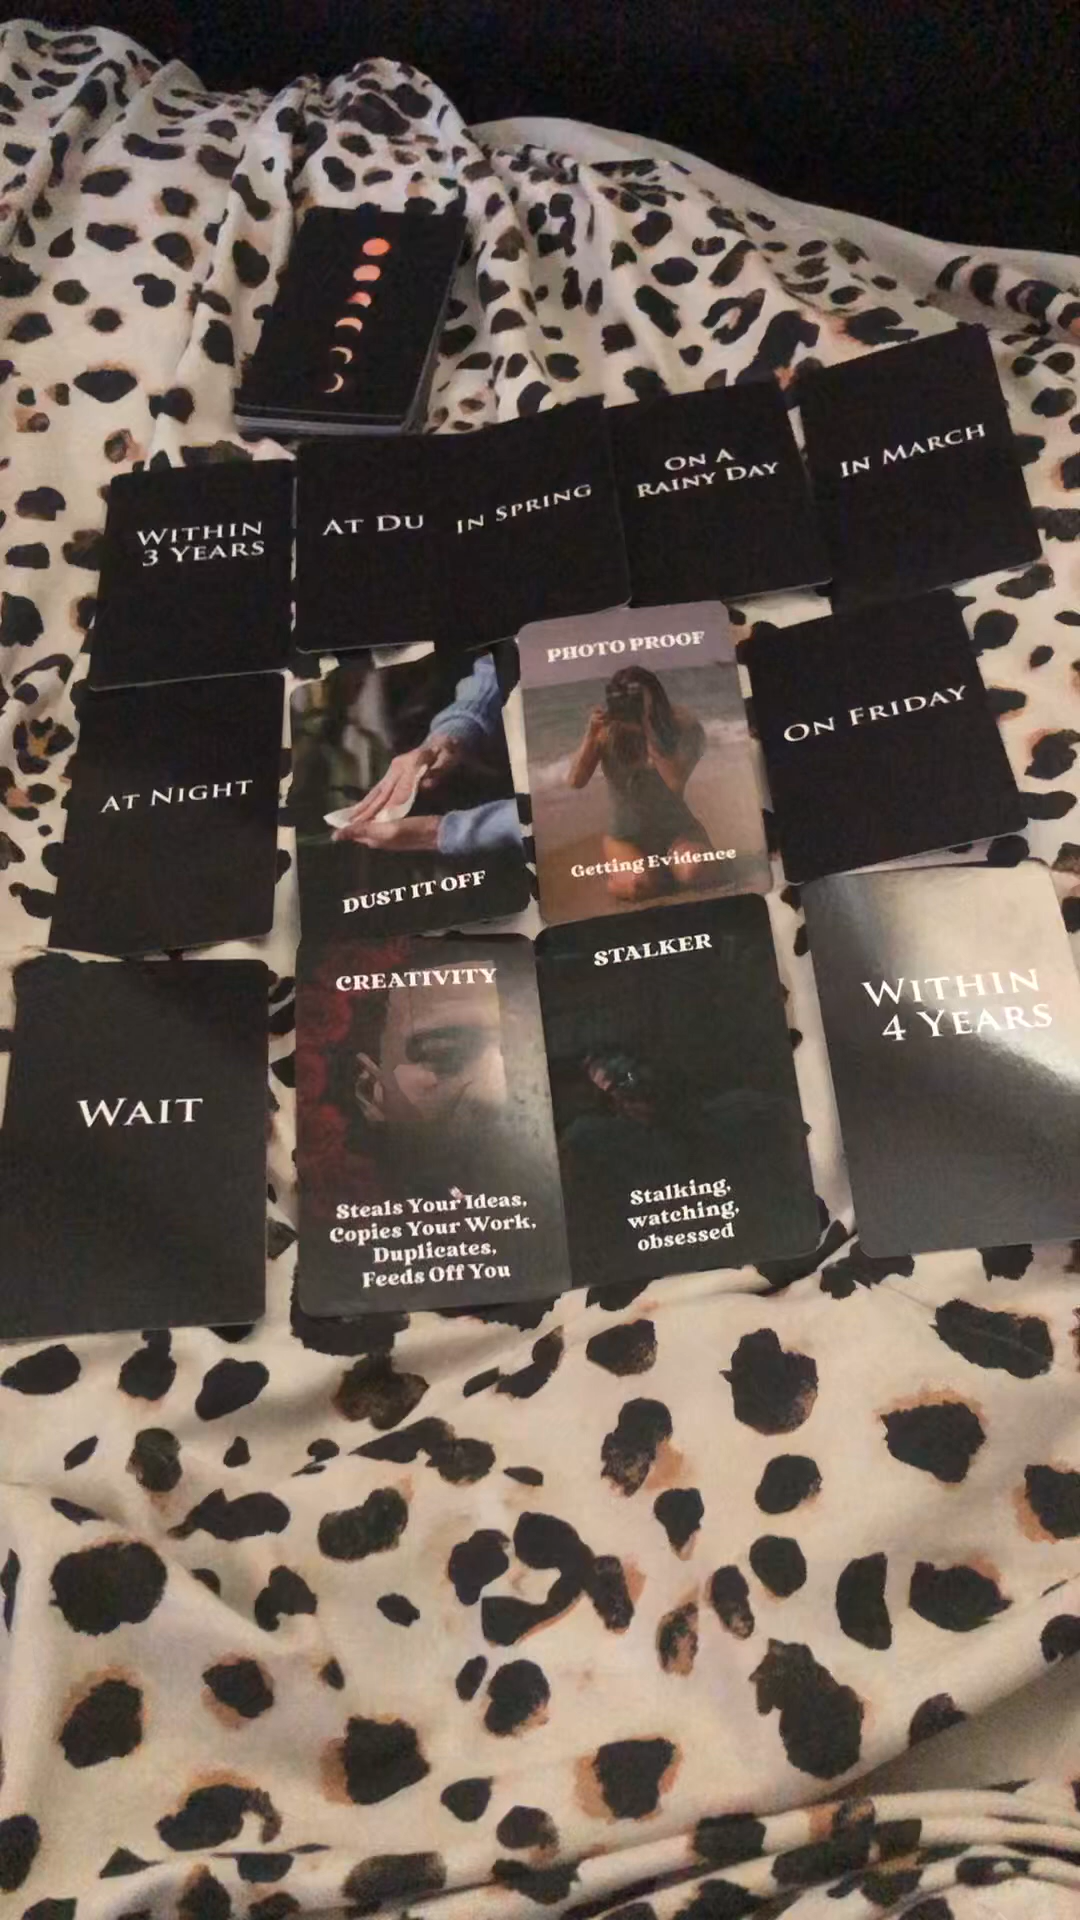 WITHIN
3 YEARS
AT DU
IN SPRING
ON A
RAINY DAY
IN MARCH
AT NIGHT
DUST IT OFF
PHOTO PROOF
Getting Evidence
ON FRIDAY
WAIT
CREATIVITY
Steals Your Ideas,
Copies Your Work,
Duplicates,
Feeds Off You
STALKER
Stalking,
watching,
obsessed
WITHIN
4 YEARS